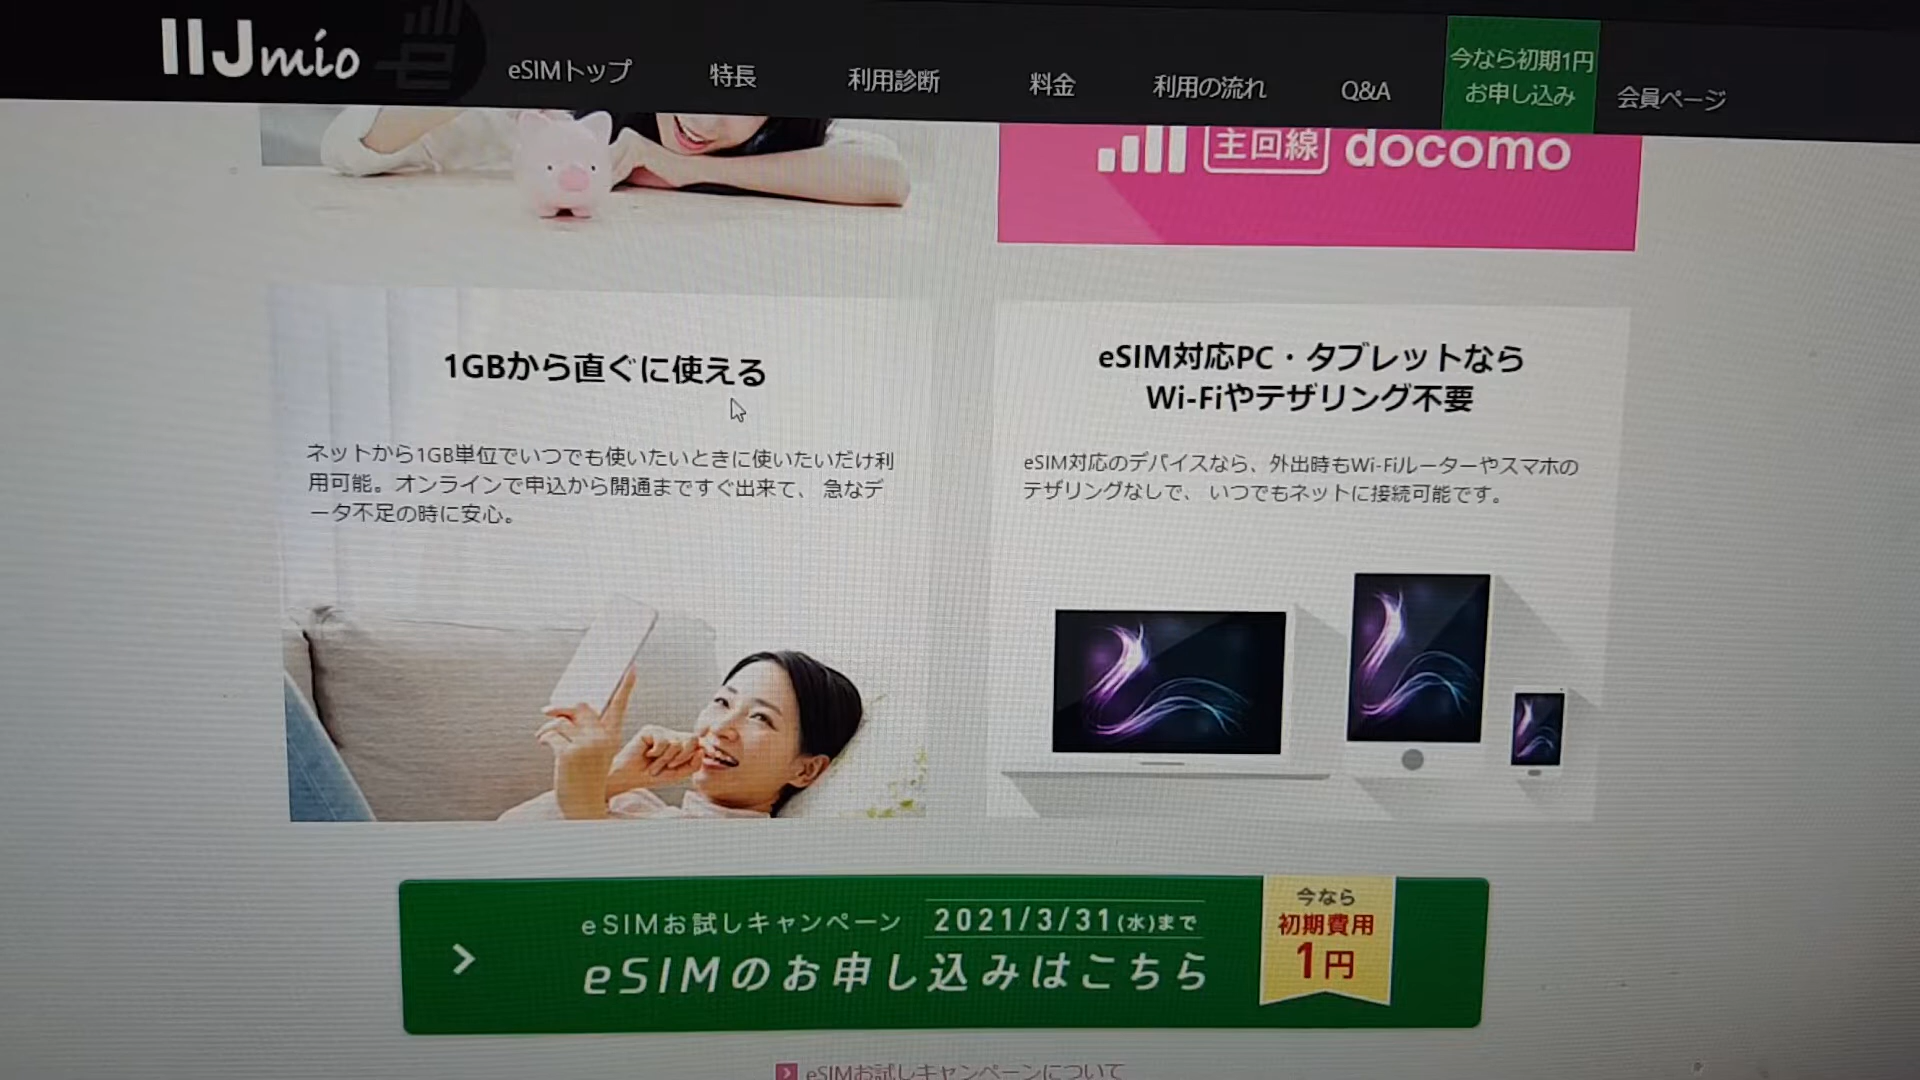 IIJmio
eSIMトップ
特長
利用診断
料金
利用の流れ
Q&A
今なら初期1円
お申し込み
会員ページ
主回線
docomo
1GBから直ぐに使える
ネットから1GB単位でいつでも使いたいときに使いたいだけ利
用可能。オンラインで申込から開通まですぐ出来て、 急なデ
ータ不足の時に安心。
eSIM対応PC・タブレットなら
Wi-Fiやテザリング不要
eSIM対応のデバイスなら、外出時もWi-Fiルーターやスマホの
テザリングなしで、 いつでもネットに接続可能です。
eSIMお試しキャンペーン 2021/3/31(水)まで
eSIMのお申し込みはこちら
今なら
初期費用
1円
eSIMお試しキャンペーンについて